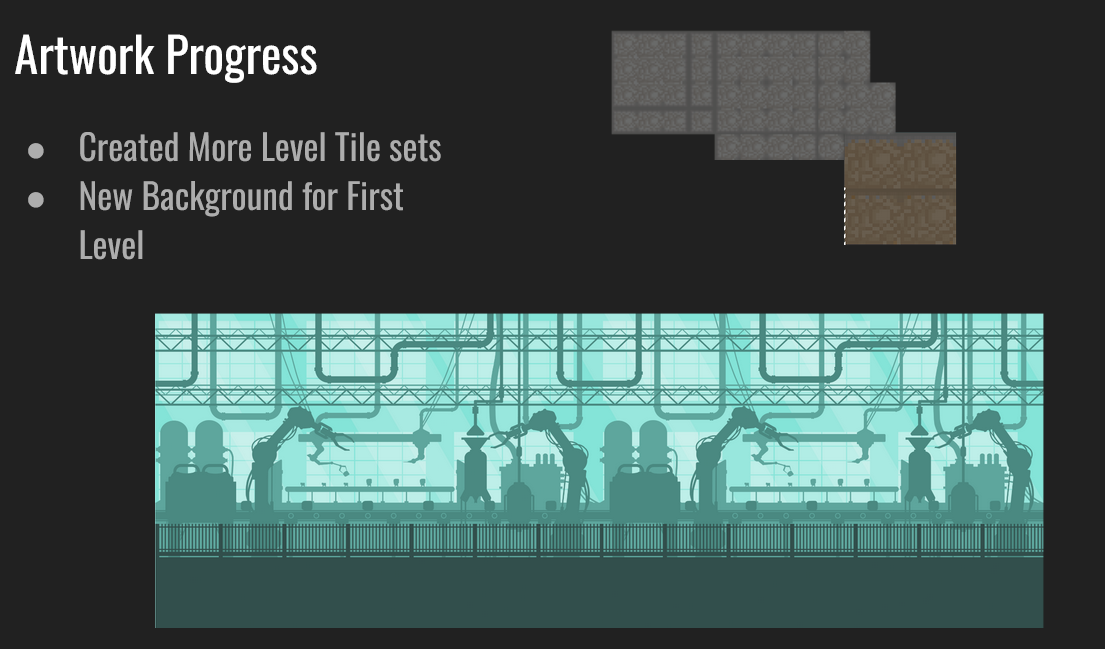 Artwork Progress
● Created More Level Tile sets
● New Background for First
Level